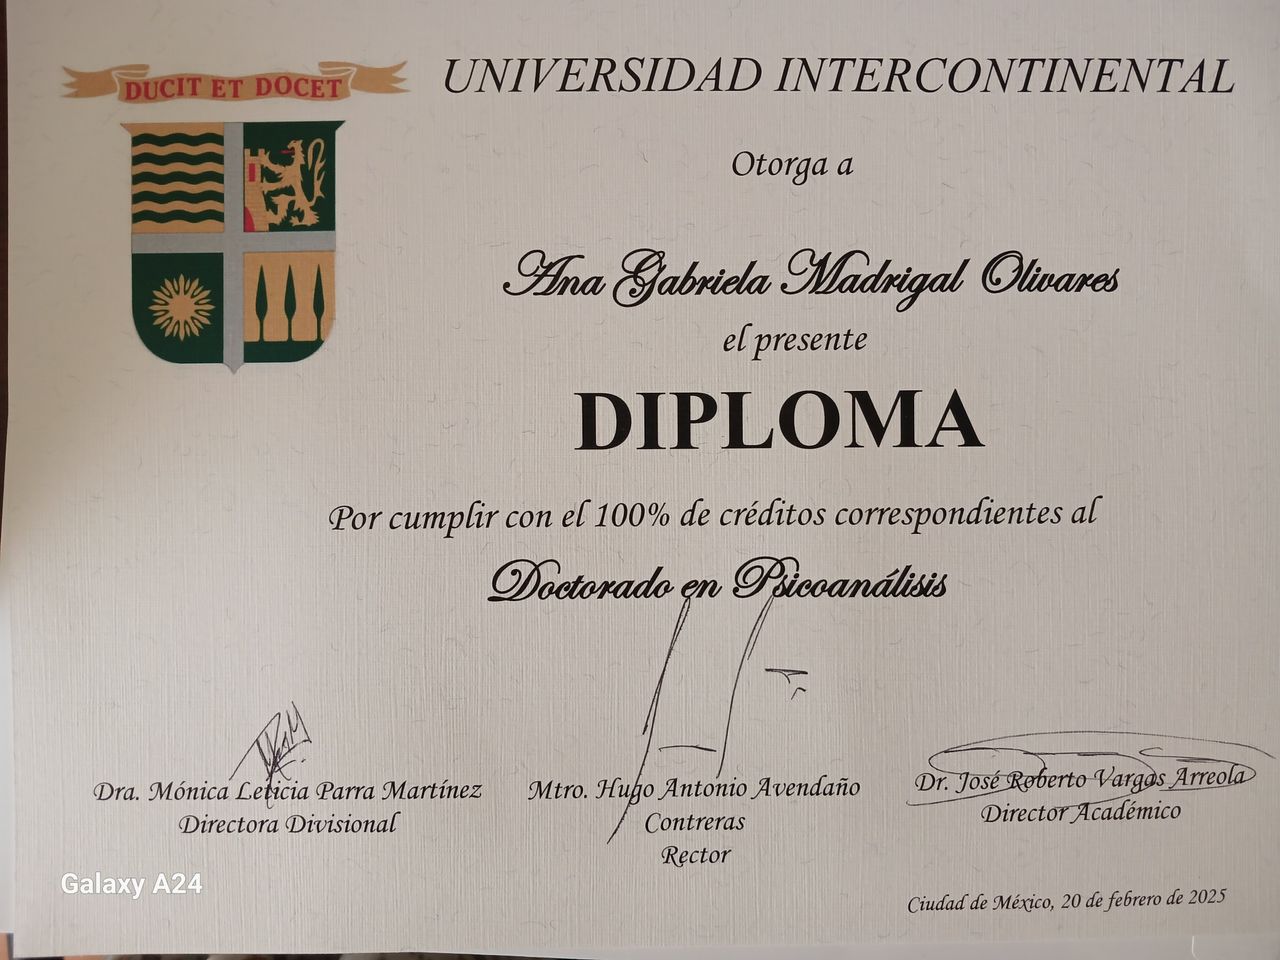 DUCIT ET DOCET
UNIVERSIDAD INTERCONTINENTAL
Otorga a
Ana Gabriela Madrigal Olivares
el presente
DIPLOMA
Por cumplir con el 100% de créditos correspondientes al
Doctorado en Psicoanálisis
Dra. Mónica Leticia Parra Martínez
Directora Divisional
Mtro. Hugo Antonio Avendaño
Contreras
Rector
Dr. José Roberto Vargas Arreola
Director Académico
Galaxy A24
Ciudad de México, 20 de febrero de 2025